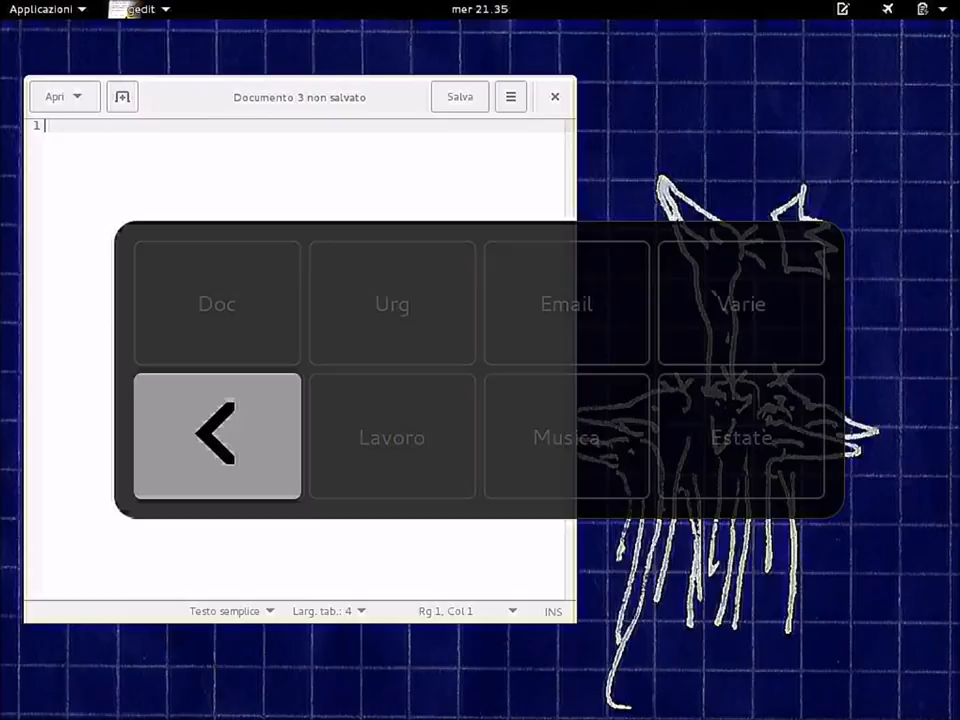 Applicazioni gedit mer 21.35
Apri Documento 3 non salvato Salva
1
Doc Urg Email Varie
Lavoro Musica Estate
Testo semplice Larg. tab.: 4 Rg 1, Col 1 INS